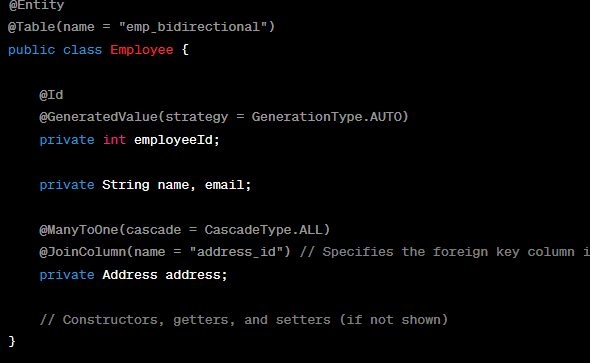 @Entity
@Table(name = "emp_bidirectional")
public class Employee {
@Id
@GeneratedValue(strategy = GenerationType.AUTO)
private int employeeId;
private String name, email;
@ManyToOne(cascade = CascadeType.ALL)
@JoinColumn(name = "address_id") // Specifies the foreign key column i
private Address address;
// Constructors, getters, and setters (if not shown)
}